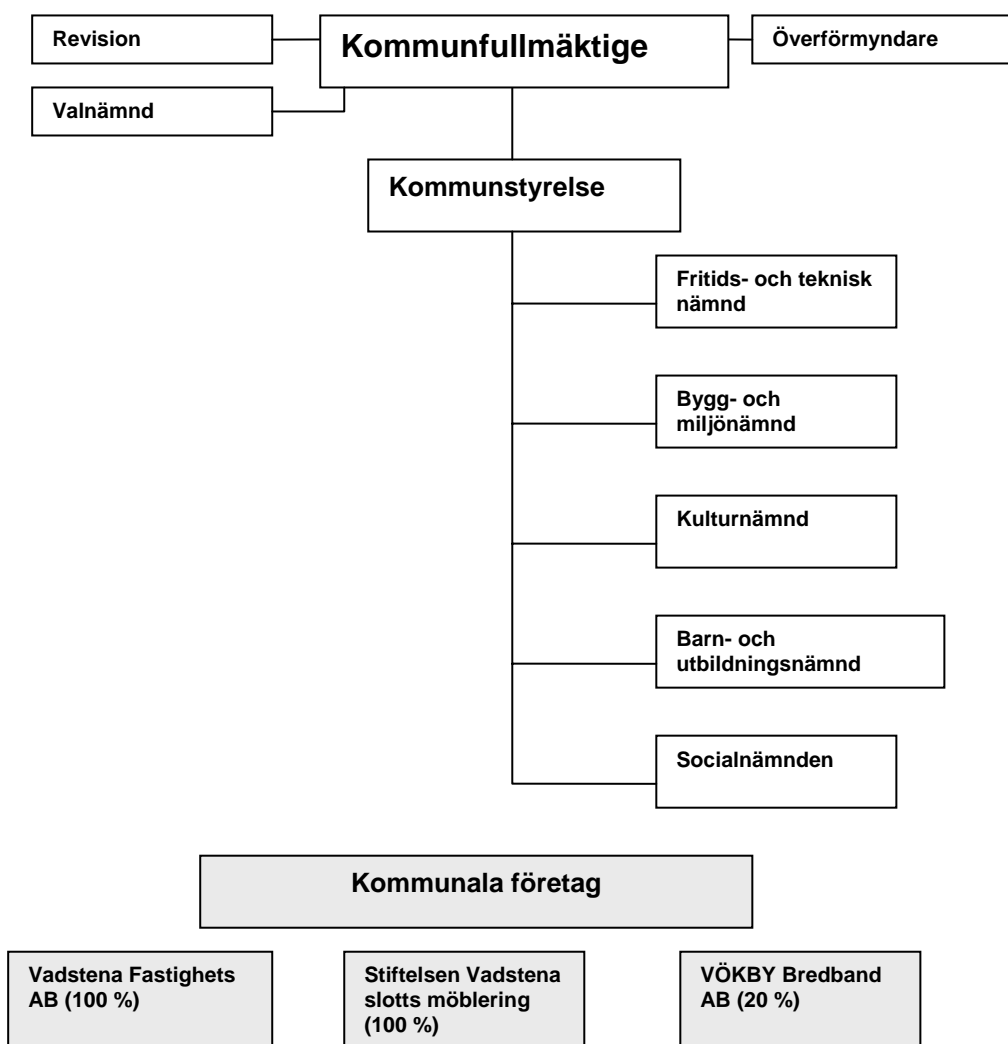 Revision
Kommunfullmäktige
Överförmyndare
Valnämnd
Kommunstyrelse
Fritids- och teknisk
nämnd
Bygg- och
miljönämnd
Kulturnämnd
Barn- och
utbildningsnämnd
Socialnämnden
Kommunala företag
Vadstena Fastighets
AB (100 %)
Stiftelsen Vadstena
slotts möblering
(100 %)
VÖKBY Bredband
AB (20 %)